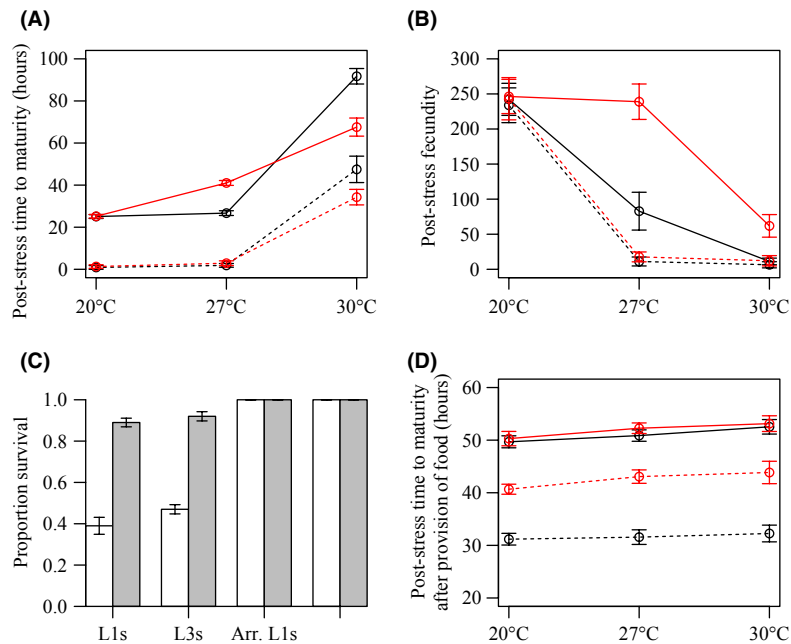 (A)
Post-stress time to maturity (hours)
100
80
60
40
20
0
20°C
27°C
30°C
(B)
Post-stress fecundity
300
250
200
150
100
50
0
20°C
27°C
30°C
(C)
Proportion survival
1.0
0.8
0.6
0.4
0.2
0.0
L1s
L3s
Arr. L1s
(D)
Post-stress time to maturity
after provision of food (hours)
60
50
40
30
20
20°C
27°C
30°C